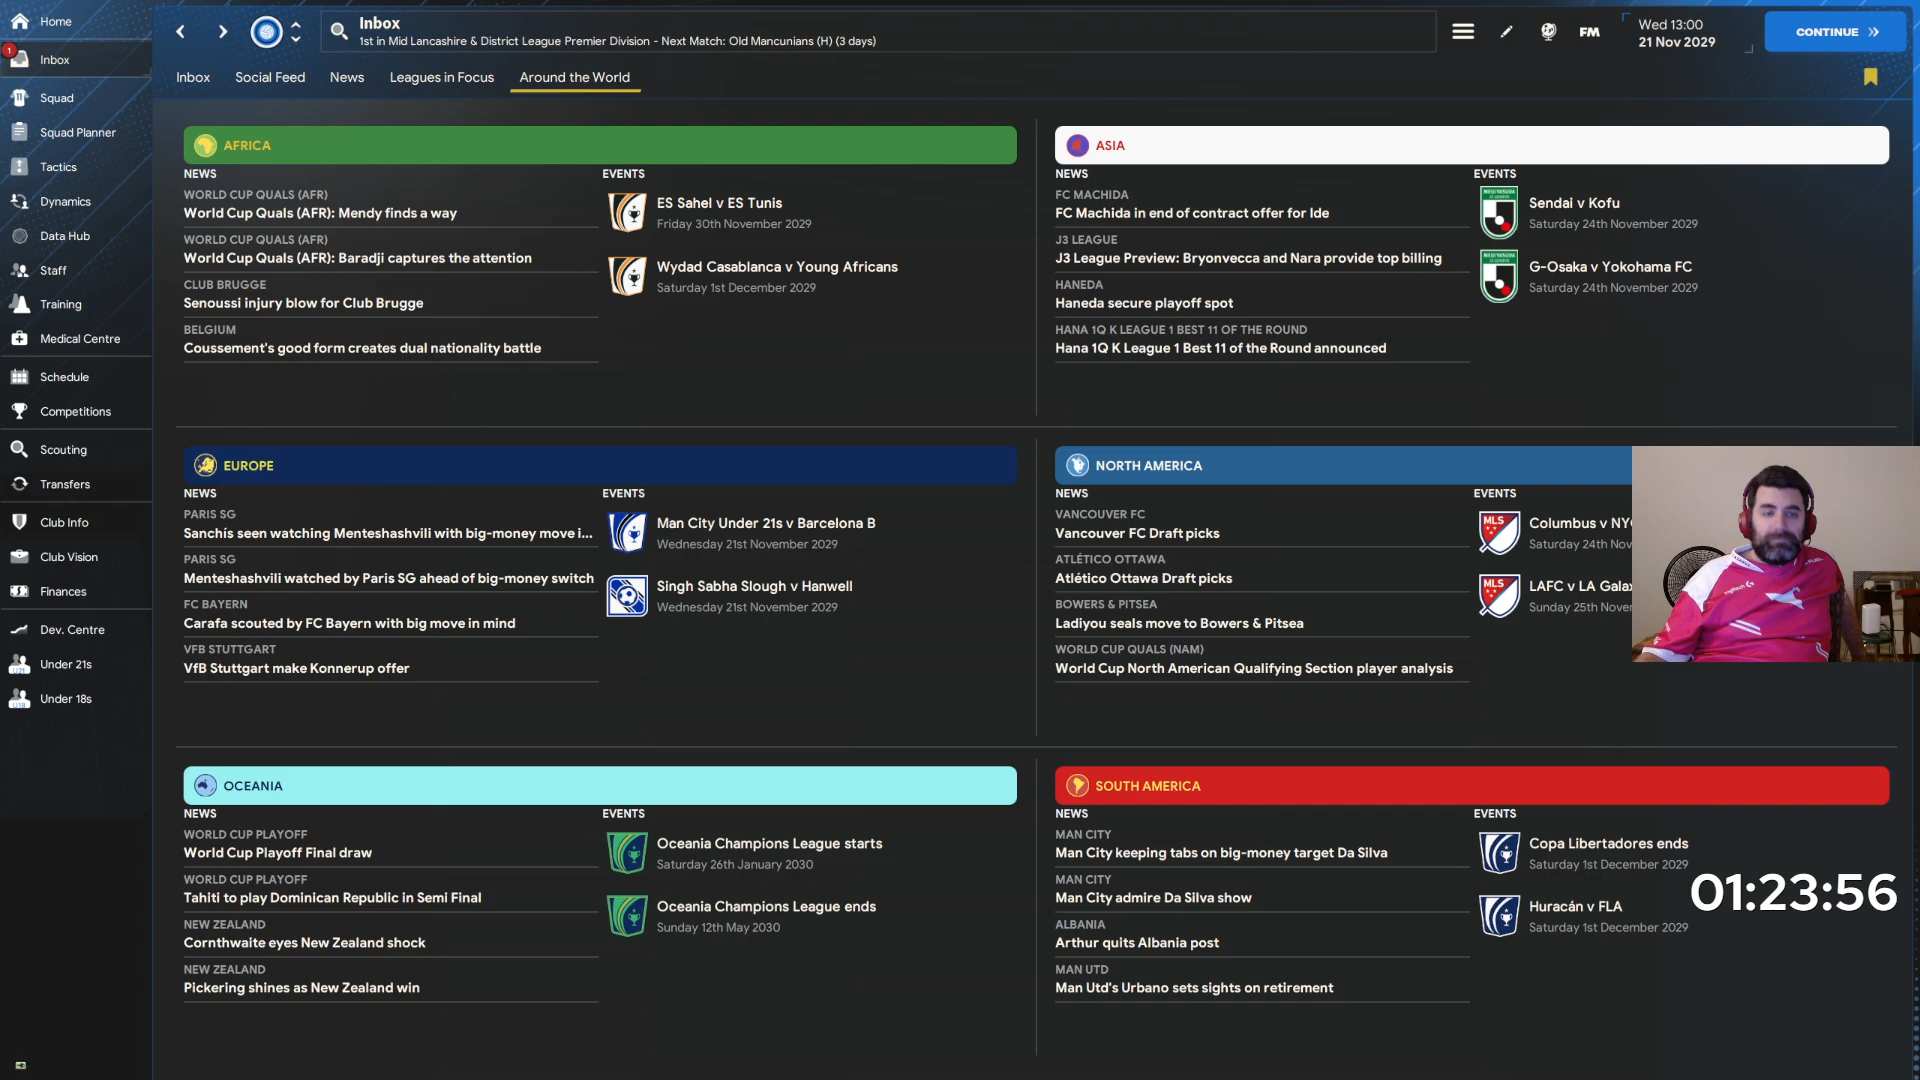 Home
Inbox
1st in Mid Lancashire & District League Premier Division - Next Match: Old Mancunians (H) (3 days)
FM
Wed 13:00
21 Nov 2029
CONTINUE
1
Inbox
Squad
Squad Planner
Tactics
Dynamics
Data Hub
Staff
Training
Medical Centre
Schedule
Competitions
Scouting
Transfers
Club Info
Club Vision
Finances
Dev. Centre
Under 21s
Under 18s
Inbox
Social Feed
News
Leagues in Focus
Around the World
AFRICA
NEWS
WORLD CUP QUALS (AFR)
World Cup Quals (AFR): Mendy finds a way
WORLD CUP QUALS (AFR)
World Cup Quals (AFR): Baradji captures the attention
CLUB BRUGGE
Senoussi injury blow for Club Brugge
BELGIUM
Coussement's good form creates dual nationality battle
EVENTS
ES Sahel v ES Tunis
Friday 30th November 2029
Wydad Casablanca v Young Africans
Saturday 1st December 2029
ASIA
NEWS
FC MACHIDA
FC Machida in end of contract offer for Ide
J3 LEAGUE
J3 League Preview: Bryonvecca and Nara provide top billing
HANEDA
Haneda secure playoff spot
HANA 1Q K LEAGUE 1 BEST 11 OF THE ROUND
Hana 1Q K League 1 Best 11 of the Round announced
EVENTS
Sendai v Kofu
Saturday 24th November 2029
G-Osaka v Yokohama FC
Saturday 24th November 2029
EUROPE
NEWS
PARIS SG
Sanchís seen watching Menteshashvili with big-money move i...
PARIS SG
Menteshashvili watched by Paris SG ahead of big-money switch
FC BAYERN
Carafa scouted by FC Bayern with big move in mind
VFB STUTTGART
VfB Stuttgart make Konnerup offer
EVENTS
Man City Under 21s v Barcelona B
Wednesday 21st November 2029
Singh Sabha Slough v Hanwell
Wednesday 21st November 2029
NORTH AMERICA
NEWS
VANCOUVER FC
Vancouver FC Draft picks
ATLÉTICO OTTAWA
Atlético Ottawa Draft picks
BOWERS & PITSEA
Ladiyou seals move to Bowers & Pitsea
WORLD CUP QUALS (NAM)
World Cup North American Qualifying Section player analysis
EVENTS
MLS
Columbus v NY
Saturday 24th Nov
MLS
LAFC v LA Gala
Sunday 25th Nove
OCEANIA
NEWS
WORLD CUP PLAYOFF
World Cup Playoff Final draw
WORLD CUP PLAYOFF
Tahiti to play Dominican Republic in Semi Final
NEW ZEALAND
Cornthwaite eyes New Zealand shock
NEW ZEALAND
Pickering shines as New Zealand win
EVENTS
Oceania Champions League starts
Saturday 26th January 2030
Oceania Champions League ends
Sunday 12th May 2030
SOUTH AMERICA
NEWS
MAN CITY
Man City keeping tabs on big-money target Da Silva
MAN CITY
Man City admire Da Silva show
ALBANIA
Arthur quits Albania post
MAN UTD
Man Utd's Urbano sets sights on retirement
EVENTS
Copa Libertadores ends
Saturday 1st December 2029
Huracán v FLA
Saturday 1st December 2029
01:23:56